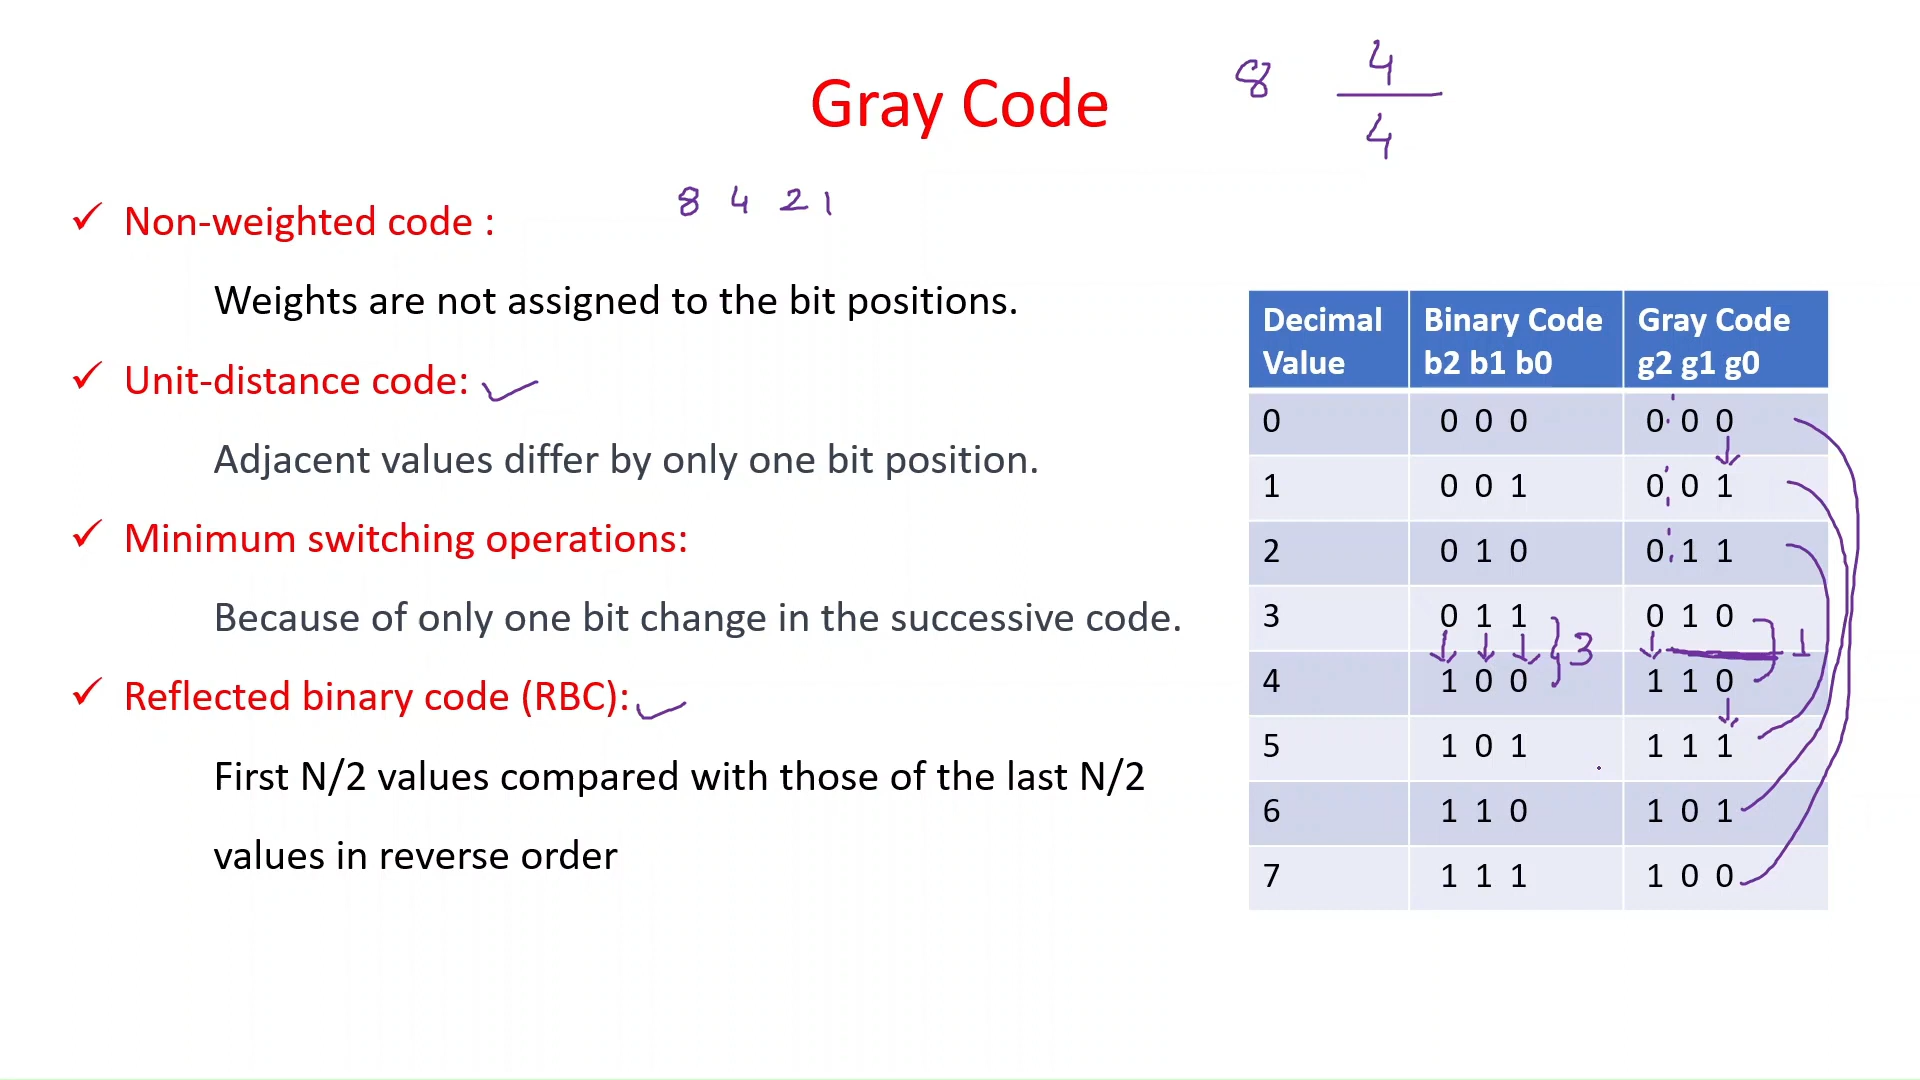 Gray Code
8 4
4
8 4 2 1
✓ Non-weighted code :
Weights are not assigned to the bit positions.
✓ Unit-distance code:
Adjacent values differ by only one bit position.
✓ Minimum switching operations:
Because of only one bit change in the successive code.
✓ Reflected binary code (RBC):
First N/2 values compared with those of the last N/2
values in reverse order
Decimal Binary Code Gray Code
Value b2 b1 b0 g2 g1 g0
0 0 0 0 0 0 0
1 0 0 1 0 0 1
2 0 1 0 0 1 1
3 0 1 1 0 1 0
3 1
4 1 0 0 1 1 0
5 1 0 1 1 1 1
6 1 1 0 1 0 1
7 1 1 1 1 0 0